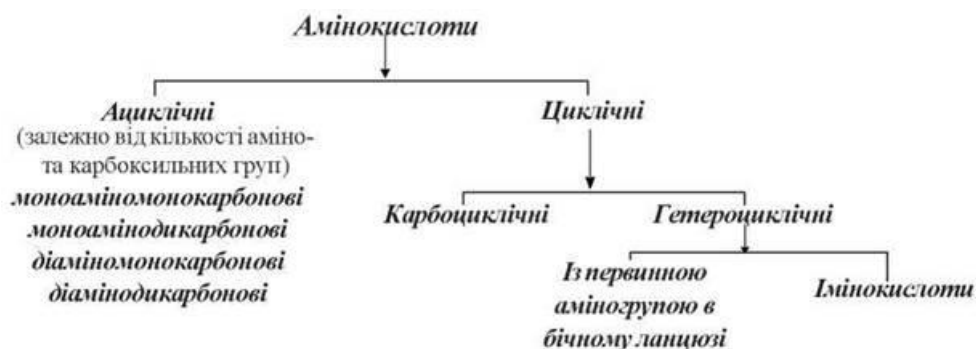 Амінокислоти
Ациклічні
(залежно від кількості аміно-
та карбоксильних груп)
моноаміномонокарбонові
моноамінодикарбонові
діаміномонокарбонові
діамінодикарбонові
Циклічні
Карбоциклічні
Гетероциклічні
Із первинною
аміногрупою в
бічному ланцюзі
Імінокислоти